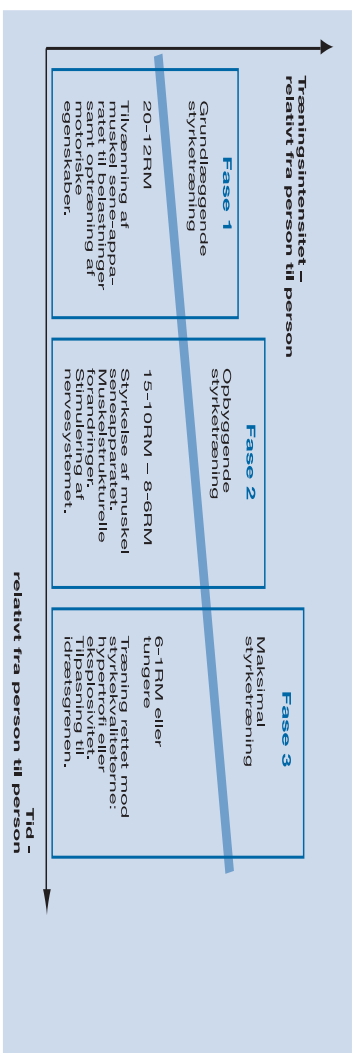 Træningsintensitet –
relativt fra person til person
Fase 1
Grundlæggende
styrketræning
20-12RM
Tilvænning af
muskel sene-appa-
ratet til belastninger
samt optræning af
motoriske
egenskaber.
Fase 2
Opbyggende
styrketræning
15-10RM – 8-6RM
Styrkelse af muskel
seneapparatet.
Muskelstrukturelle
forandringer.
Stimulering af
nervesystemet.
Fase 3
Maksimal
styrketræning
6-1RM eller
tungere
Træning rettet mod
styrkekvaliteterne:
hypertrofi eller
eksplosivitet.
Tilpasning til
idrætsgrenen.
Tid –
relativt fra person til person